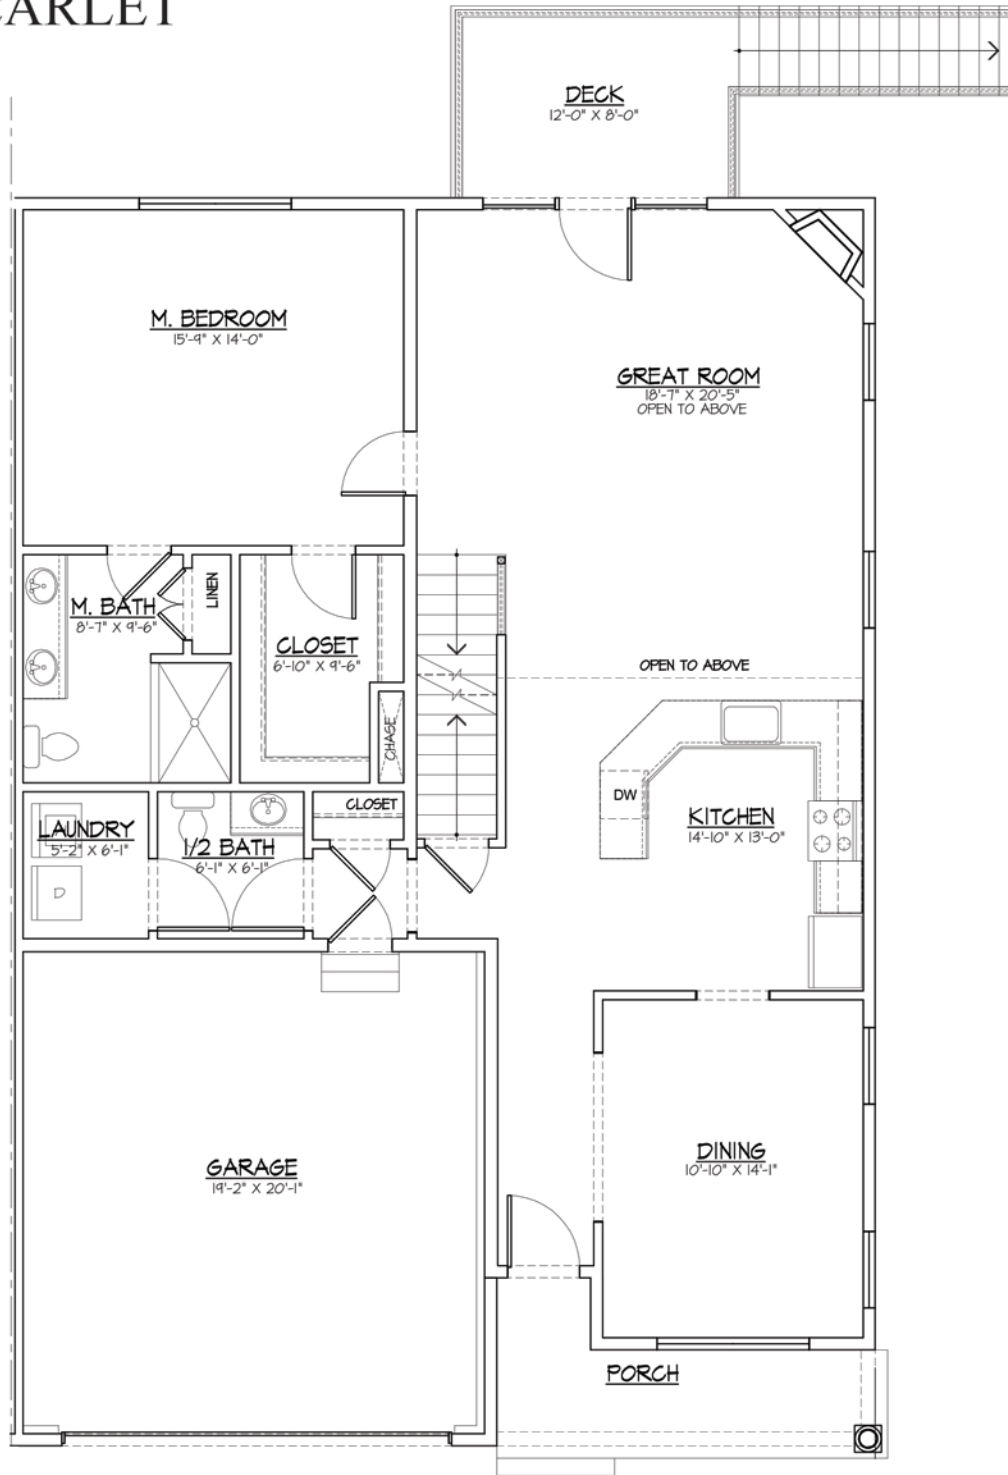 CARLET
DECK
12'-0" X 8'-0"
M. BEDROOM
15'-9" X 14'-0"
GREAT ROOM
18'-7" X 20'-5"
OPEN TO ABOVE
LINEN
M. BATH
8'-7" X 9'-6"
CLOSET
6'-10" X 9'-6"
OPEN TO ABOVE
CHASE
DW
CLOSET
KITCHEN
14'-10" X 13'-0"
LAUNDRY
5'-2" X 6'-1"
1/2 BATH
6'-1" X 6'-1"
D
GARAGE
19'-2" X 20'-1"
DINING
10'-10" X 14'-1"
PORCH